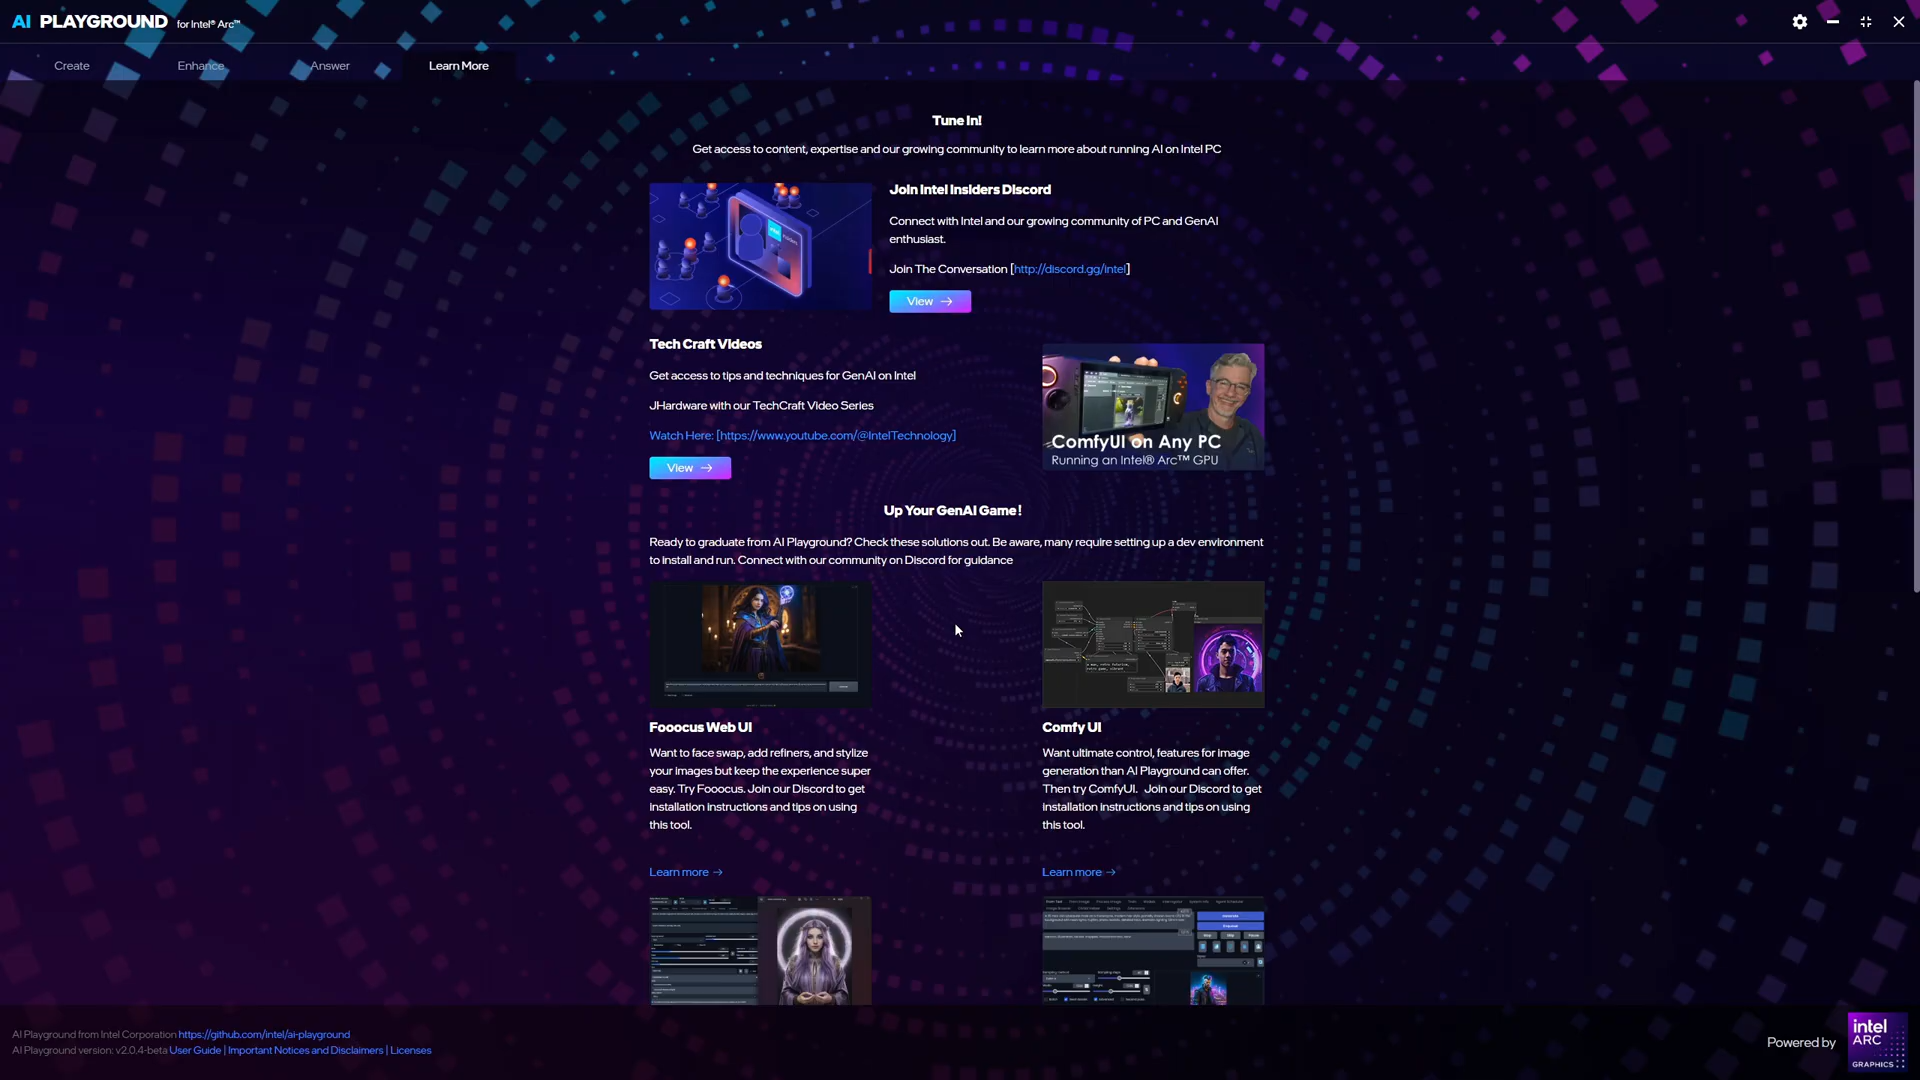 AI PLAYGROUND for Intel® Arc™
Create
Enhance
Answer
Learn More
Tune In!
Get access to content, expertise and our growing community to learn more about running AI on Intel PC
Join Intel Insiders Discord
Connect with Intel and our growing community of PC and GenAI
enthusiast.
Join The Conversation [http://discord.gg/intel]
View →
Tech Craft Videos
Get access to tips and techniques for GenAI on Intel
JHardware with our TechCraft Video Series
Watch Here: [https://www.youtube.com/@IntelTechnology]
View →
ComfyUI on Any PC
Running an Intel® Arc™ GPU
Up Your GenAI Game!
Ready to graduate from AI Playground? Check these solutions out. Be aware, many require setting up a dev environment
to install and run. Connect with our community on Discord for guidance
Fooocus Web UI
Want to face swap, add refiners, and stylize
your images but keep the experience super
easy. Try Fooocus. Join our Discord to get
installation instructions and tips on using
this tool.
Learn more →
Comfy UI
Want ultimate control, features for image
generation than AI Playground can offer.
Then try ComfyUI. Join our Discord to get
installation instructions and tips on using
this tool.
Learn more →
AI Playground from Intel Corporation https://github.com/intel/ai-playground
AI Playground version: v2.0.4-beta User Guide | Important Notices and Disclaimers | Licenses
Powered by
intel
ARC
GRAPHICS